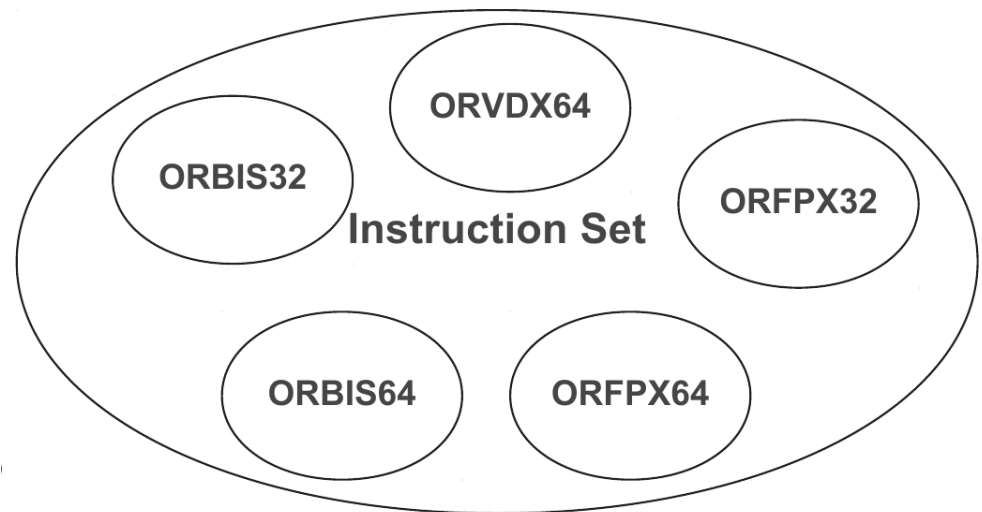 ORVDX64
ORBIS32
ORFPX32
Instruction Set
ORBIS64
ORFPX64